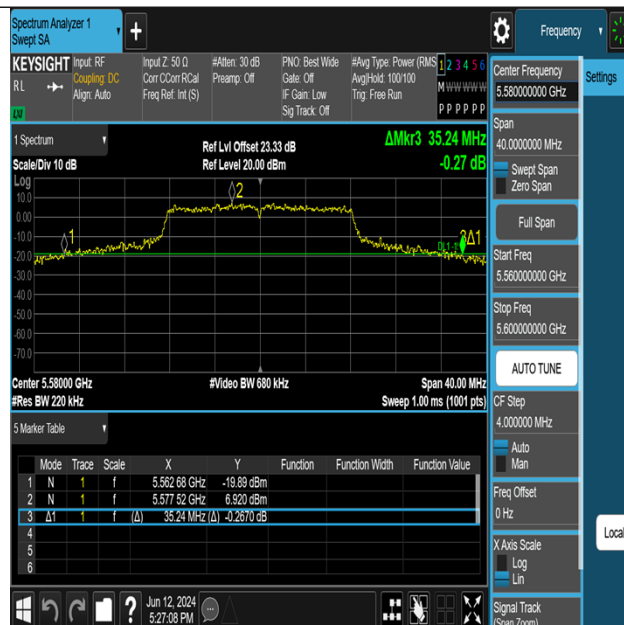 Spectrum Analyzer 1
Swept SA
+
Frequency
KEYSIGHT
RL
LXI
Input: RF
Coupling: DC
Align: Auto
Input Z: 50 Ω
Corr CCorr RCal
Freq Ref: Int (S)
#Atten: 30 dB
Preamp: Off
PNO: Best Wide
Gate: Off
IF Gain: Low
Sig Track: Off
#Avg Type: Power (RMS
Avg|Hold: 100/100
Trig: Free Run
1 2 3 4 5 6
M W W W W W
P P P P P P
1 Spectrum
Scale/Div 10 dB
Log
Ref Lvl Offset 23.33 dB
Ref Level 20.00 dBm
ΔMkr3 35.24 MHz
-0.27 dB
10.0
0.00
-10.0
-20.0
-30.0
-40.0
-50.0
-60.0
-70.0
1
2
3Δ1
Center 5.58000 GHz
#Video BW 680 kHz
Span 40.00 MHz
#Res BW 220 kHz
Sweep 1.00 ms (1001 pts)
5 Marker Table
Mode Trace Scale X Y Function Function Width Function Value
1 N 1 f 5.562 68 GHz -19.89 dBm
2 N 1 f 5.577 52 GHz 6.920 dBm
3 Δ1 1 f (Δ) 35.24 MHz (Δ) -0.2670 dB
4
5
6
?
Jun 12, 2024
5:27:08 PM
Center Frequency
5.580000000 GHz
Settings
Span
40.0000000 MHz
Swept Span
Zero Span
Full Span
Start Freq
5.560000000 GHz
Stop Freq
5.600000000 GHz
AUTO TUNE
CF Step
4.000000 MHz
Auto
Man
Freq Offset
0 Hz
Local
X Axis Scale
Log
Lin
Signal Track
(Span Zoom)